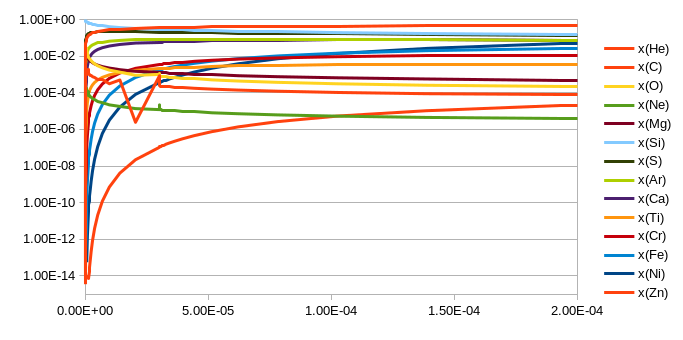 1.00E+00
1.00E-02
1.00E-04
1.00E-06
1.00E-08
1.00E-10
1.00E-12
1.00E-14
0.00E+00 5.00E-05 1.00E-04 1.50E-04 2.00E-04
x(He)
x(C)
x(O)
x(Ne)
x(Mg)
x(Si)
x(S)
x(Ar)
x(Ca)
x(Ti)
x(Cr)
x(Fe)
x(Ni)
x(Zn)